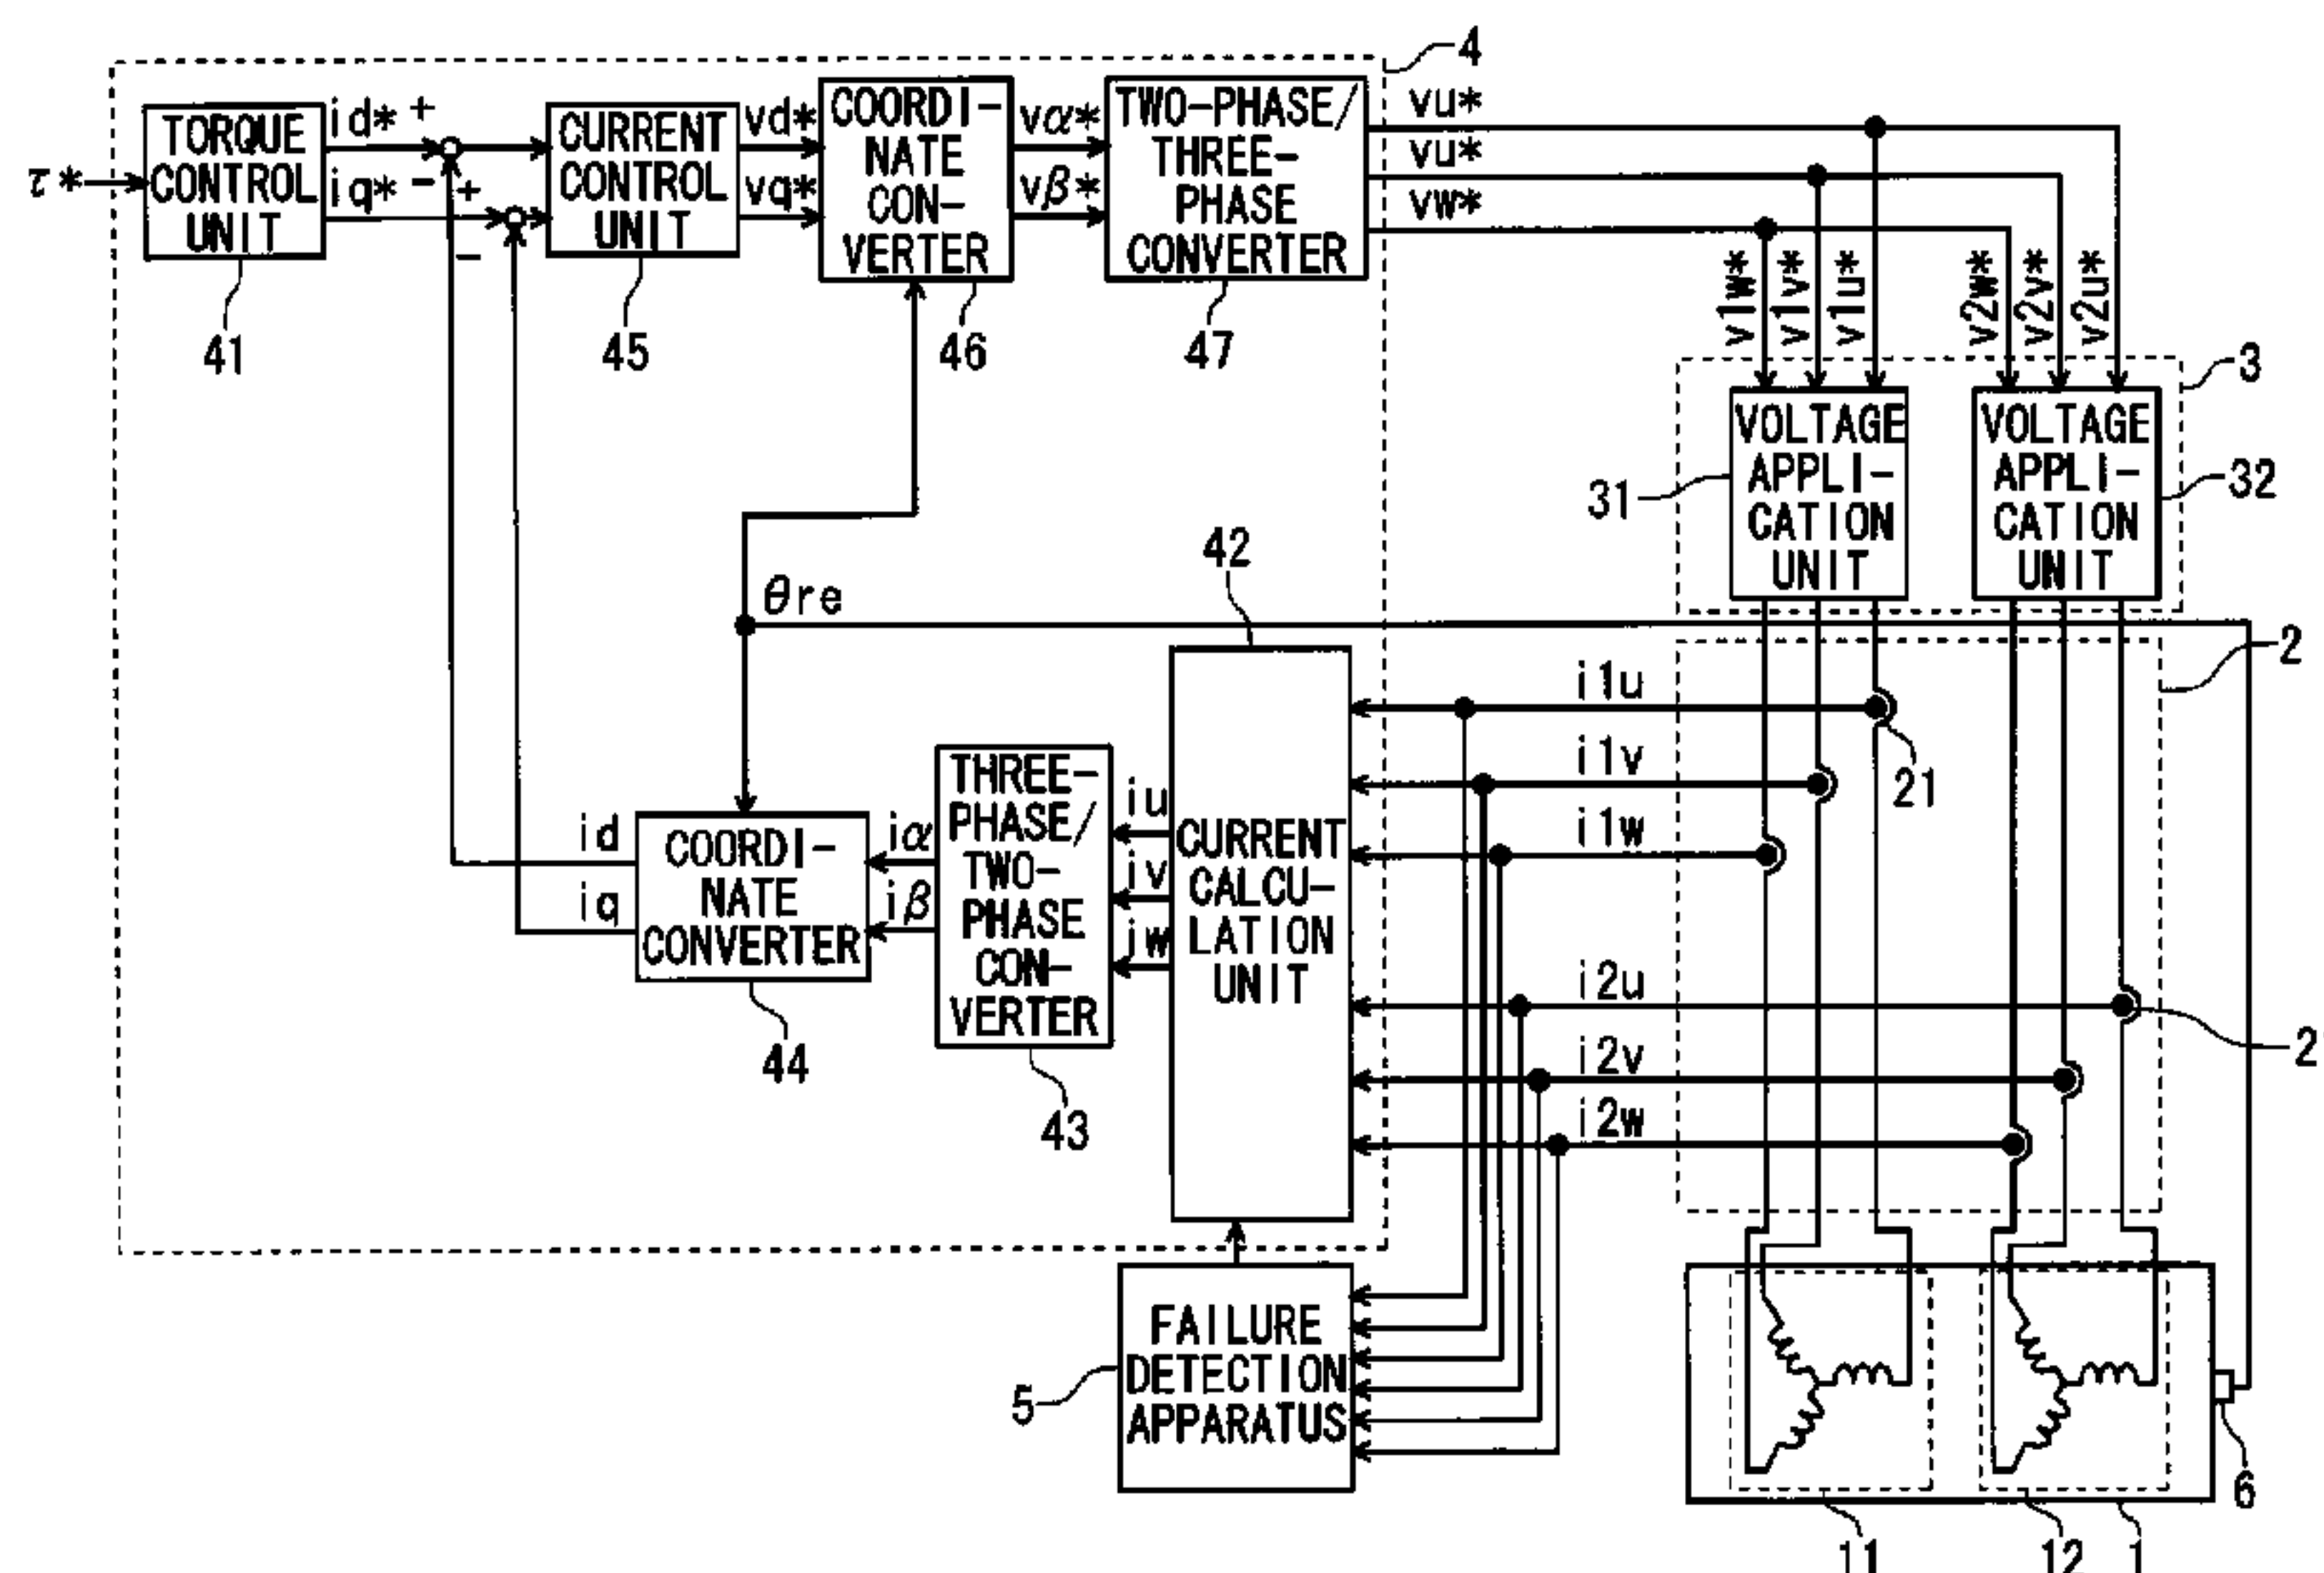 4
TORQUE
CONTROL
UNIT
τ*
id*
+
iq*
-
+
-
41
CURRENT
CONTROL
UNIT
45
vd*
vq*
COORDI-
NATE
CON-
VERTER
46
vα*
vβ*
TWO-PHASE/
THREE-
PHASE
CONVERTER
47
vu*
vu*
vw*
v1w*
v1v*
v1u*
v2w*
v2v*
v2u*
3
VOLTAGE
APPLI-
CATION
UNIT
31
VOLTAGE
APPLI-
CATION
UNIT
32
θre
42
2
i1u
i1v
i1w
21
i2u
i2v
i2w
2
CURRENT
CALCU-
LATION
UNIT
iu
iv
iw
THREE-
PHASE/
TWO-
PHASE
CON-
VERTER
43
iα
iβ
COORDI-
NATE
CONVERTER
44
id
iq
FAILURE
DETECTION
APPARATUS
5
6
11
12
1